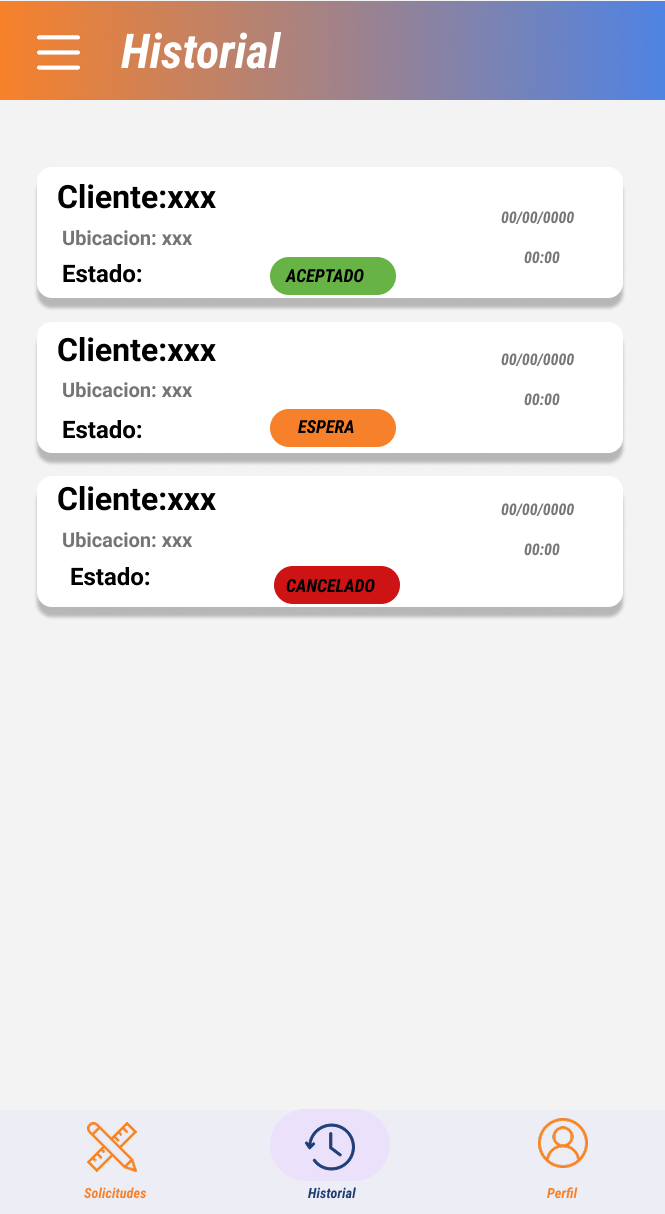 Historial
Cliente:xxx
00/00/0000
Ubicacion: xxx
00:00
Estado:
ACEPTADO
Cliente:xxx
00/00/0000
Ubicacion: xxx
00:00
Estado:
ESPERA
Cliente:xxx
00/00/0000
Ubicacion: xxx
00:00
Estado:
CANCELADO
Solicitudes
Historial
Perfil